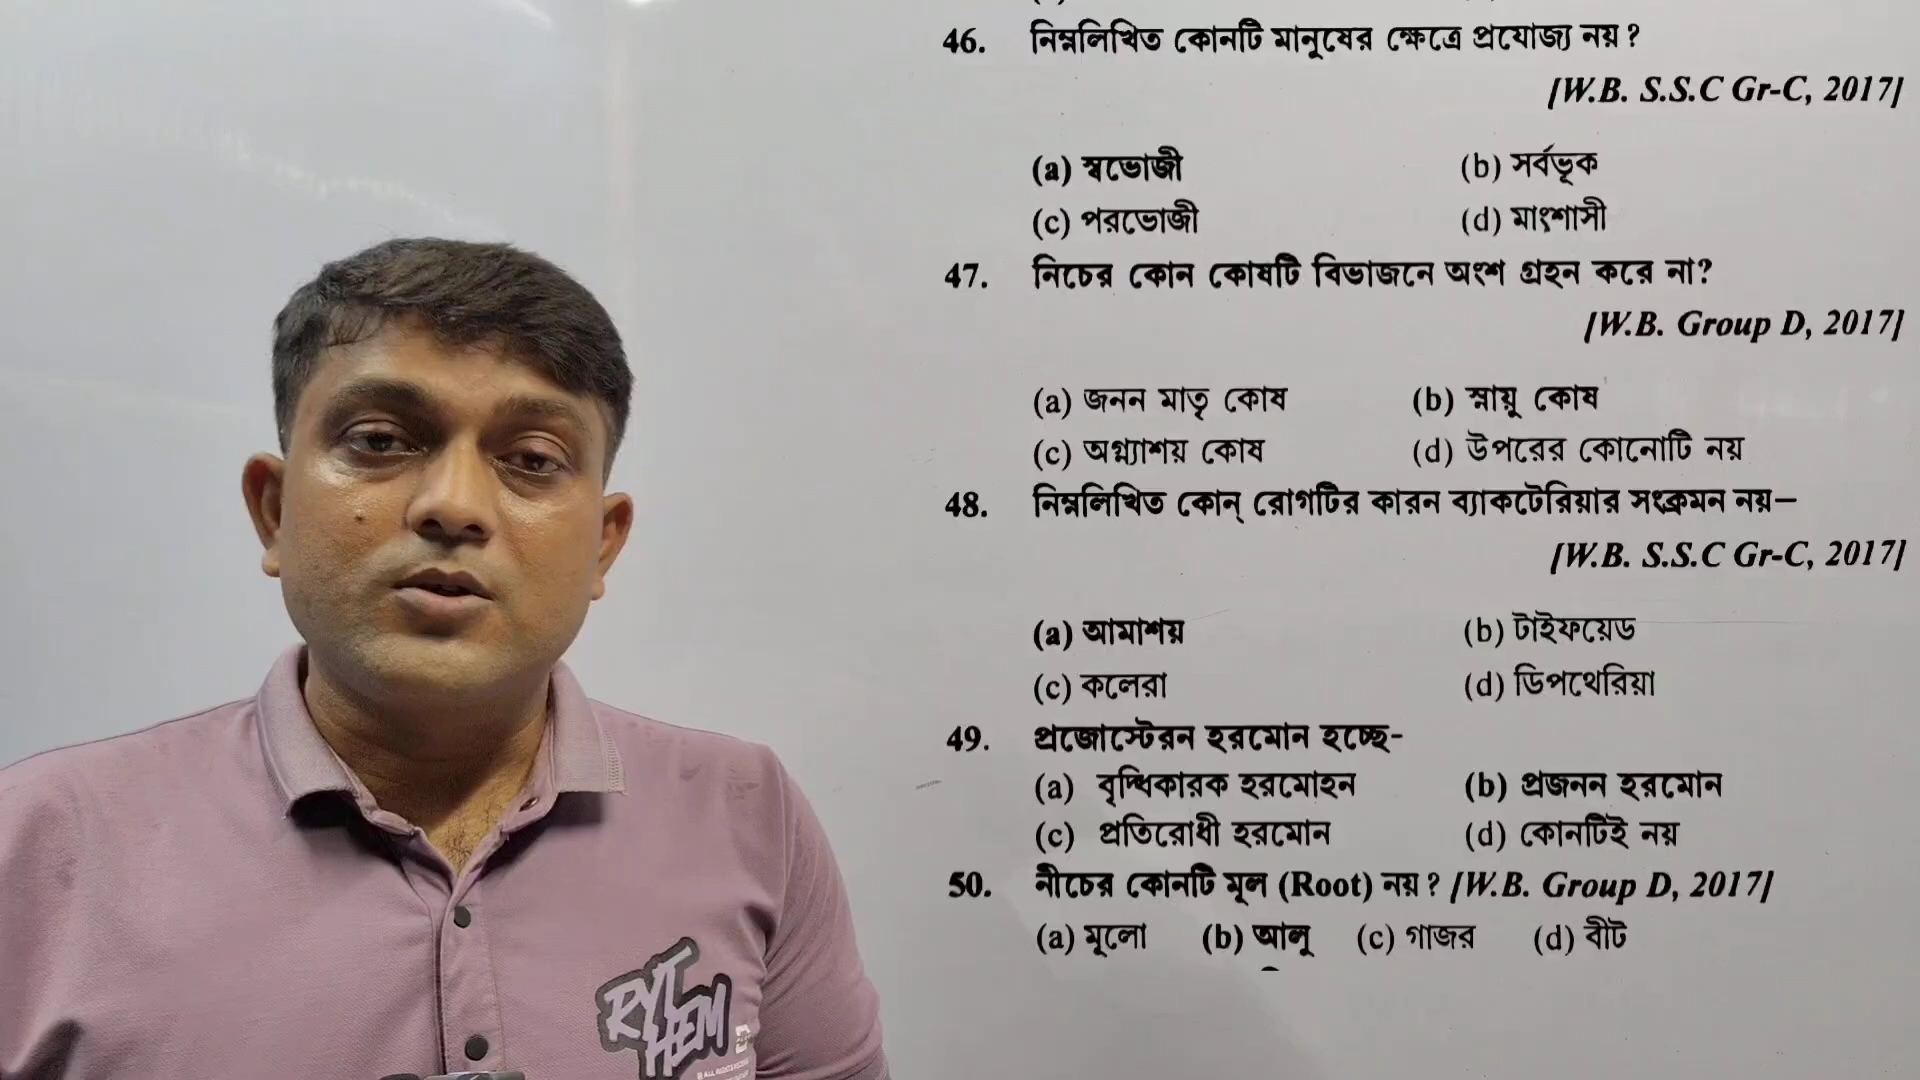 46. নিম্নলিখিত কোনটি মানুষের ক্ষেত্রে প্রযোজ্য নয় ?
[W.B. S.S.C Gr-C, 2017]
(a) স্বভোজী (b) সর্বভূক
(c) পরভোজী (d) মাংশাসী
47. নিচের কোন কোষটি বিভাজনে অংশ গ্রহন করে না?
[W.B. Group D, 2017]
(a) জনন মাতৃ কোষ (b) স্নায়ু কোষ
(c) অগ্ন্যাশয় কোষ (d) উপরের কোনোটি নয়
48. নিম্নলিখিত কোন্ রোগটির কারন ব্যাকটেরিয়ার সংক্রমন নয়–
[W.B. S.S.C Gr-C, 2017]
(a) আমাশয় (b) টাইফয়েড
(c) কলেরা (d) ডিপথেরিয়া
49. প্রজোস্টেরন হরমোন হচ্ছে-
(a) বৃদ্ধিকারক হরমোহন (b) প্রজনন হরমোন
(c) প্রতিরোধী হরমোন (d) কোনটিই নয়
50. নীচের কোনটি মূল (Root) নয় ? [W.B. Group D, 2017]
(a) মূলো (b) আলু (c) গাজর (d) বীট
RYT
HEM